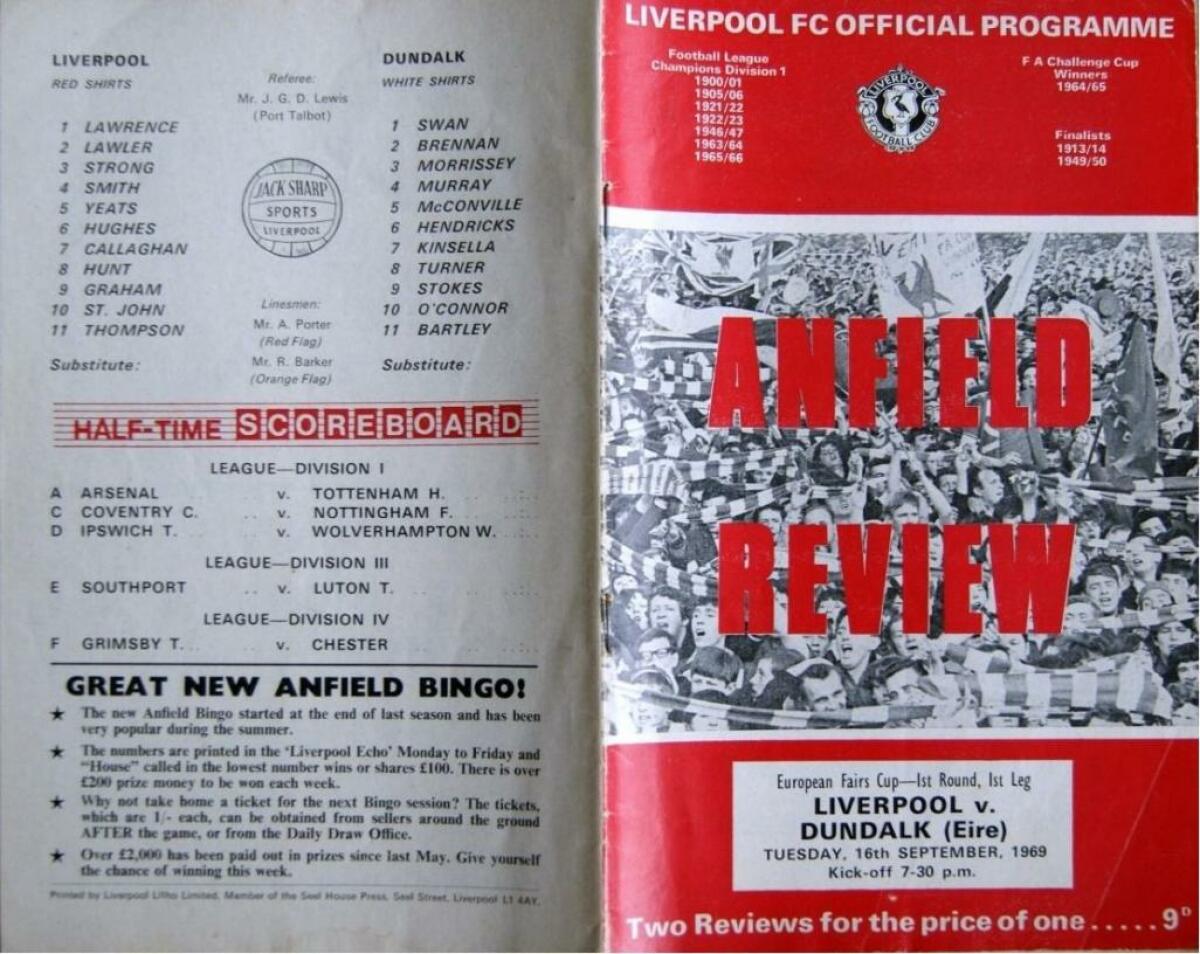 LIVERPOOL
RED SHIRTS
1 LAWRENCE
2 LAWLER
3 STRONG
4 SMITH
5 YEATS
6 HUGHES
7 CALLAGHAN
8 HUNT
9 GRAHAM
10 ST. JOHN
11 THOMPSON
Substitute:
Referee:
Mr. J. G. D. Lewis
(Port Talbot)
JACK SHARP
SPORTS
LIVERPOOL
Linesmen:
Mr. A. Porter
(Red Flag)
Mr. R. Barker
(Orange Flag)
DUNDALK
WHITE SHIRTS
1 SWAN
2 BRENNAN
3 MORRISSEY
4 MURRAY
5 McCONVILLE
6 HENDRICKS
7 KINSELLA
8 TURNER
9 STOKES
10 O'CONNOR
11 BARTLEY
Substitute:
HALF-TIME SCOREBOARD
LEAGUE—DIVISION I
A ARSENAL .. v. TOTTENHAM H. .. ..
C COVENTRY C. .. v. NOTTINGHAM F. .. ..
D IPSWICH T. .. v. WOLVERHAMPTON W. .. ..
LEAGUE—DIVISION III
E SOUTHPORT .. v. LUTON T. .. ..
LEAGUE—DIVISION IV
F GRIMSBY T. .. v. CHESTER .. ..
GREAT NEW ANFIELD BINGO!
★ The new Anfield Bingo started at the end of last season and has been
very popular during the summer.
★ The numbers are printed in the 'Liverpool Echo' Monday to Friday and
"House" called in the lowest number wins or shares £100. There is over
£200 prize money to be won each week.
★ Why not take home a ticket for the next Bingo session? The tickets,
which are 1/- each, can be obtained from sellers around the ground
AFTER the game, or from the Daily Draw Office.
★ Over £2,000 has been paid out in prizes since last May. Give yourself
the chance of winning this week.
Printed by Liverpool Litho Limited, Member of the Seel House Press, Seel Street, Liverpool L1 4AY.
LIVERPOOL FC OFFICIAL PROGRAMME
Football League
Champions Division 1
1900/01
1905/06
1921/22
1922/23
1946/47
1963/64
1965/66
LIVERPOOL
FOOTBALL CLUB
F A Challenge Cup
Winners
1964/65
Finalists
1913/14
1949/50
ANFIELD
REVIEW
European Fairs Cup—1st Round, 1st Leg
LIVERPOOL v.
DUNDALK (Eire)
TUESDAY, 16th SEPTEMBER, 1969
Kick-off 7-30 p.m.
Two Reviews for the price of one.....9D